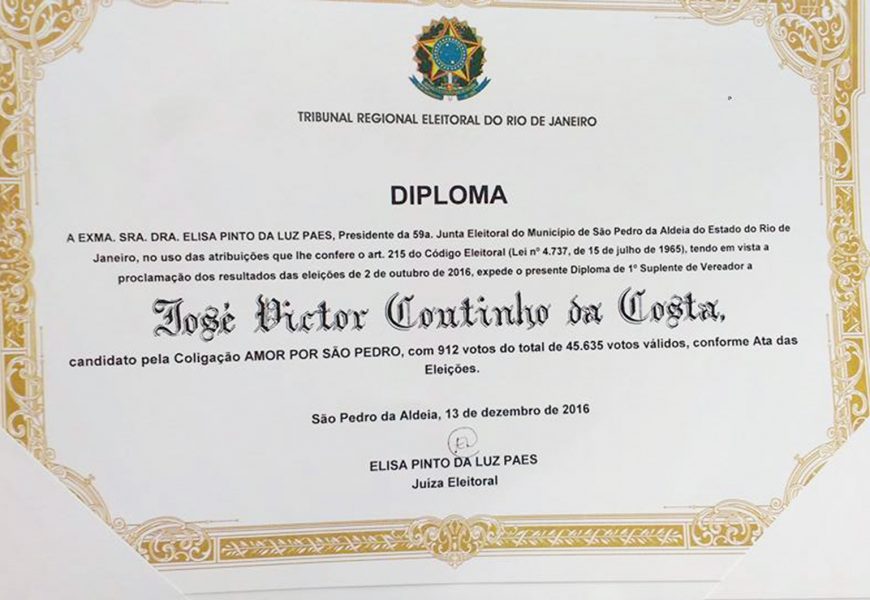 TRIBUNAL REGIONAL ELEITORAL DO RIO DE JANEIRO
DIPLOMA
A EXMA. SRA. DRA. ELISA PINTO DA LUZ PAES, Presidente da 59a. Junta Eleitoral do Município de São Pedro da Aldeia do Estado do Rio de
Janeiro, no uso das atribuições que lhe confere o art. 215 do Código Eleitoral (Lei nº 4.737, de 15 de julho de 1965), tendo em vista a
proclamação dos resultados das eleições de 2 de outubro de 2016, expede o presente Diploma de 1º Suplente de Vereador a
José Victor Coutinho da Costa,
candidato pela Coligação AMOR POR SÃO PEDRO, com 912 votos do total de 45.635 votos válidos, conforme Ata das
Eleições.
São Pedro da Aldeia, 13 de dezembro de 2016
ELISA PINTO DA LUZ PAES
Juíza Eleitoral